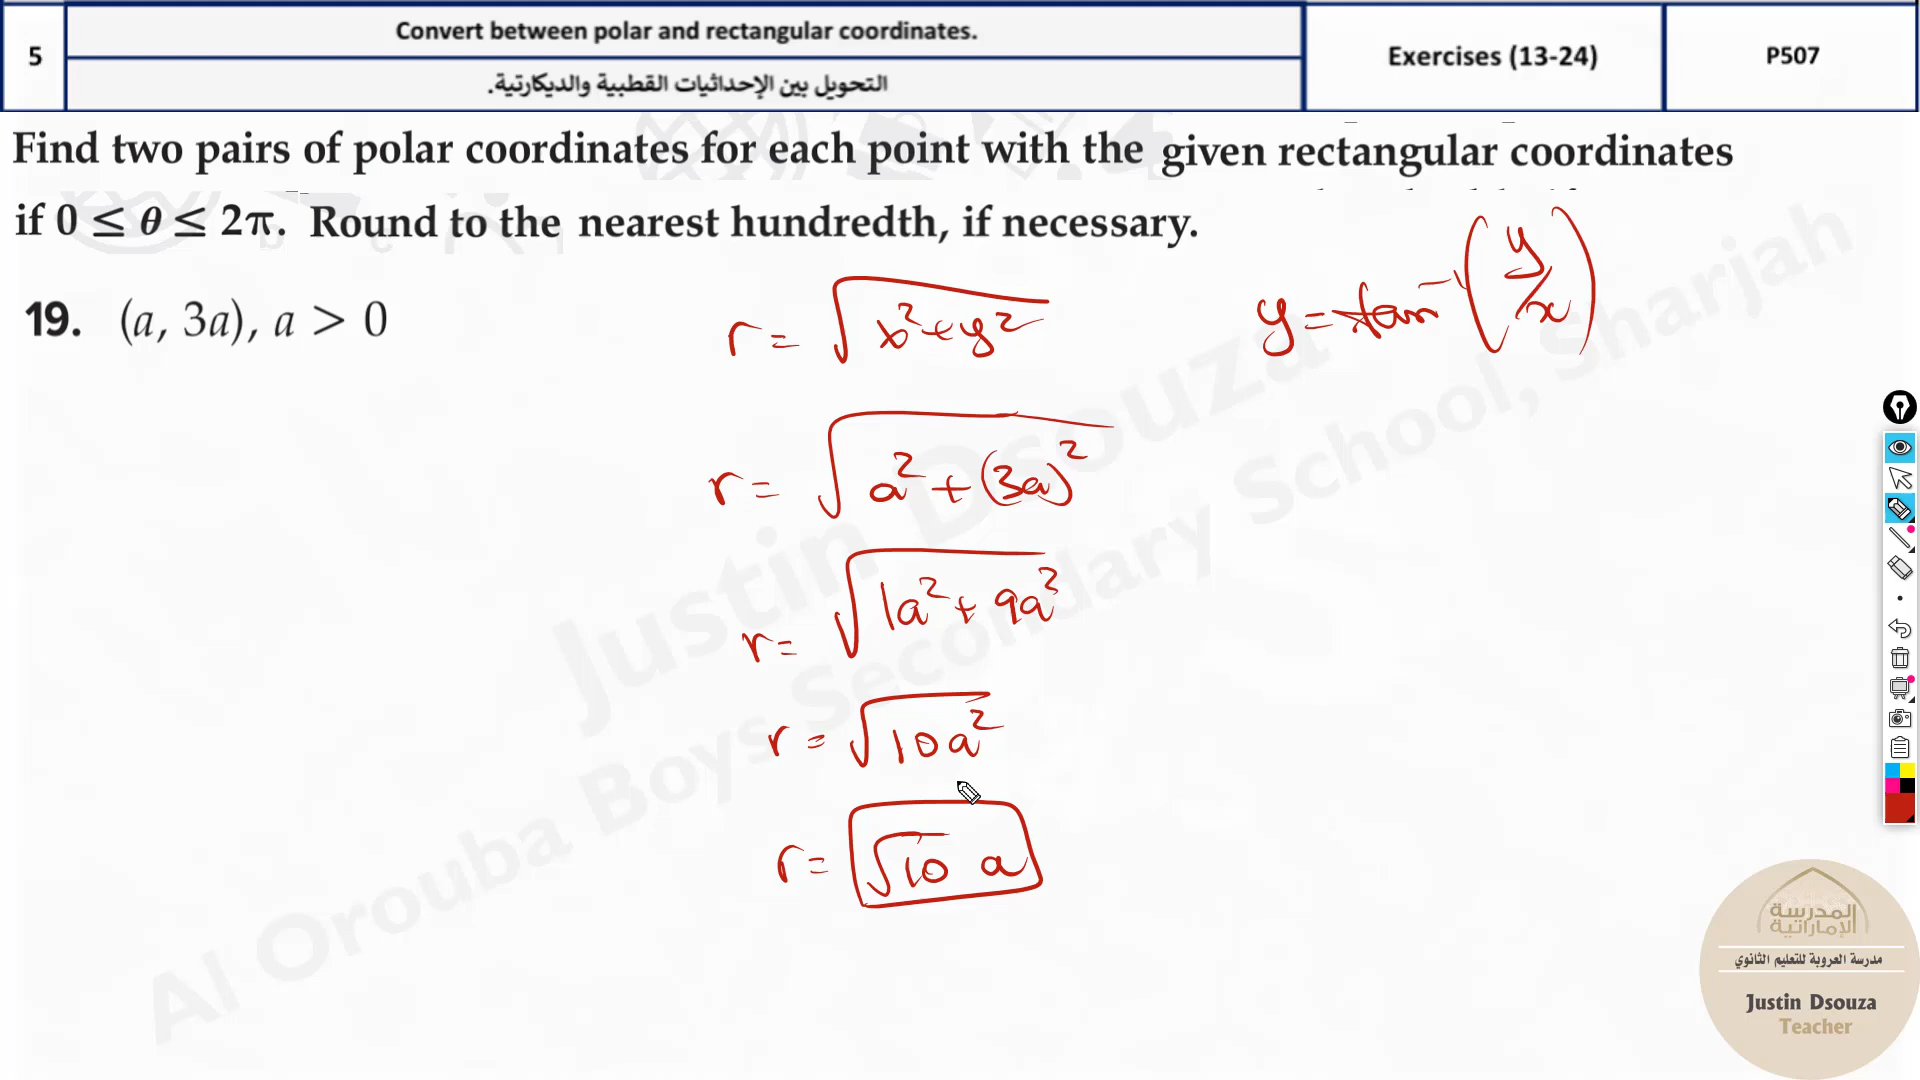 5
Convert between polar and rectangular coordinates.
التحويل بين الإحداثيات القطبية والديكارتية.
Exercises (13-24)
P507
Find two pairs of polar coordinates for each point with the given rectangular coordinates
if 0 ≤ θ ≤ 2π. Round to the nearest hundredth, if necessary.
19. (a, 3a), a > 0
r = √(x² + y²)
y = tan⁻¹(y/x)
r = √(a² + (3a)²)
r = √(1a² + 9a²)
r = √(10a²)
r = √10 a
Justin Dsouza
Al Orouba Boys Secondary School, Sharjah
المدرسة
الإماراتية
مدرسة العروبة للتعليم الثانوي
Justin Dsouza
Teacher